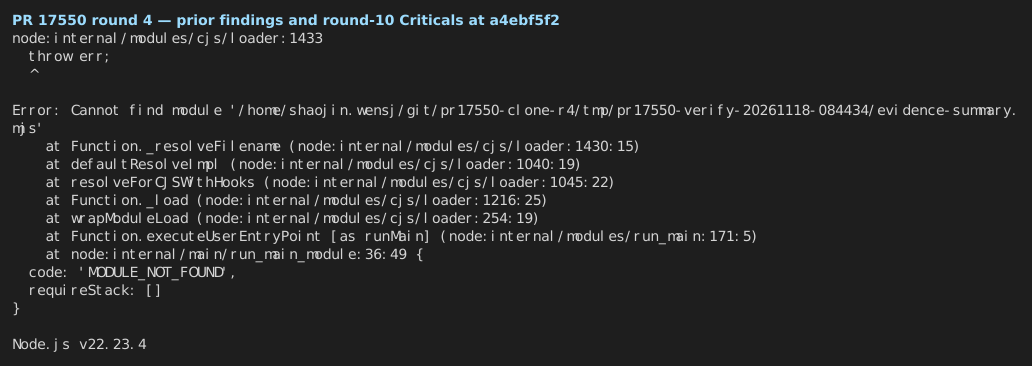 PR 17550 round 4 — prior findings and round-10 Criticals at a4ebf5f2
node:internal/modules/cjs/loader:1433
  throw err;
  ^

Error: Cannot find module '/home/shaojin.wensj/git/pr17550-clone-r4/tmp/pr17550-verify-20261118-084434/evidence-summary.
mjs'
    at Function._resolveFilename (node:internal/modules/cjs/loader:1430:15)
    at defaultResolveImpl (node:internal/modules/cjs/loader:1040:19)
    at resolveForCJSWithHooks (node:internal/modules/cjs/loader:1045:22)
    at Function._load (node:internal/modules/cjs/loader:1216:25)
    at wrapModuleLoad (node:internal/modules/cjs/loader:254:19)
    at Function.executeUserEntryPoint [as runMain] (node:internal/modules/run_main:171:5)
    at node:internal/main/run_main_module:36:49 {
  code: 'MODULE_NOT_FOUND',
  requireStack: []
}

Node.js v22.23.4